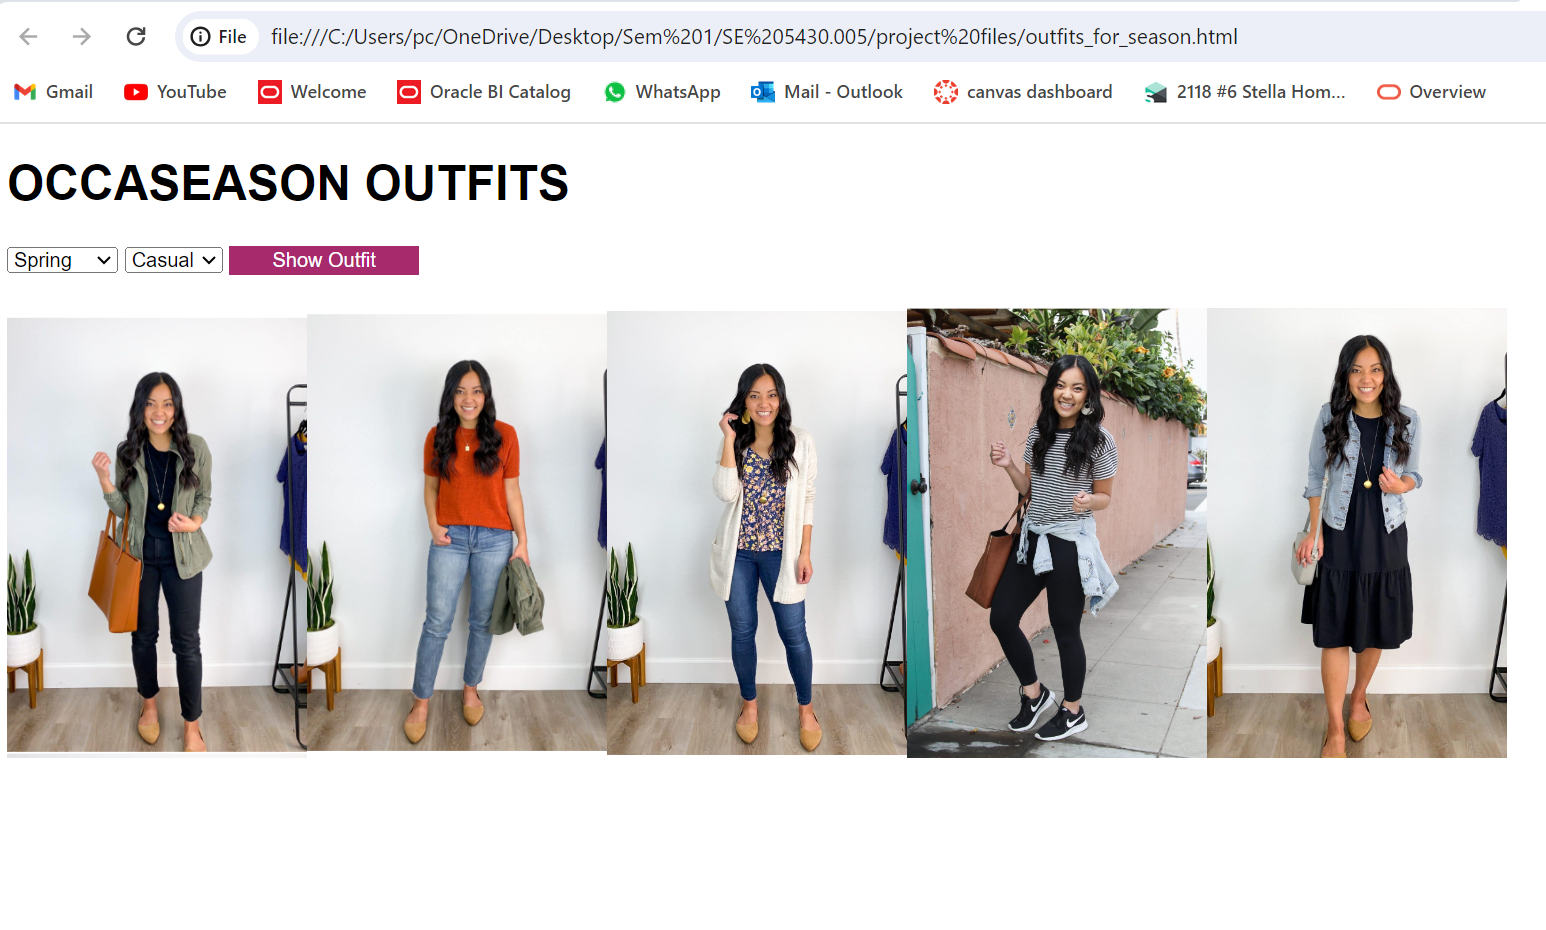 File file:///C:/Users/pc/OneDrive/Desktop/Sem%201/SE%205430.005/project%20files/outfits_for_season.html
Gmail YouTube Welcome Oracle BI Catalog WhatsApp Mail - Outlook canvas dashboard 2118 #6 Stella Hom... Overview
OCCASEASON OUTFITS
Spring Casual Show Outfit